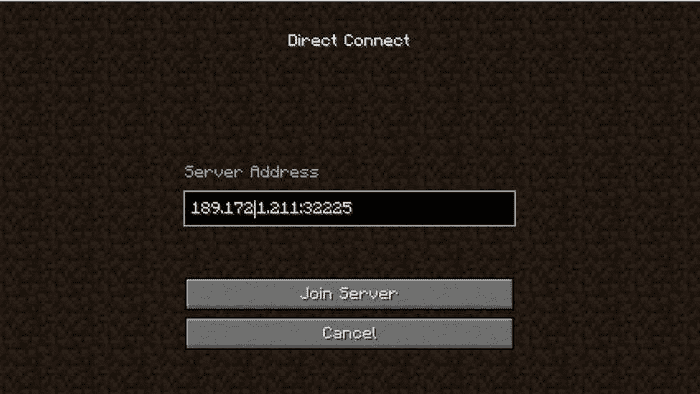 Direct Connect
Server Address
189.172|1.211:32225
Join Server
Cancel